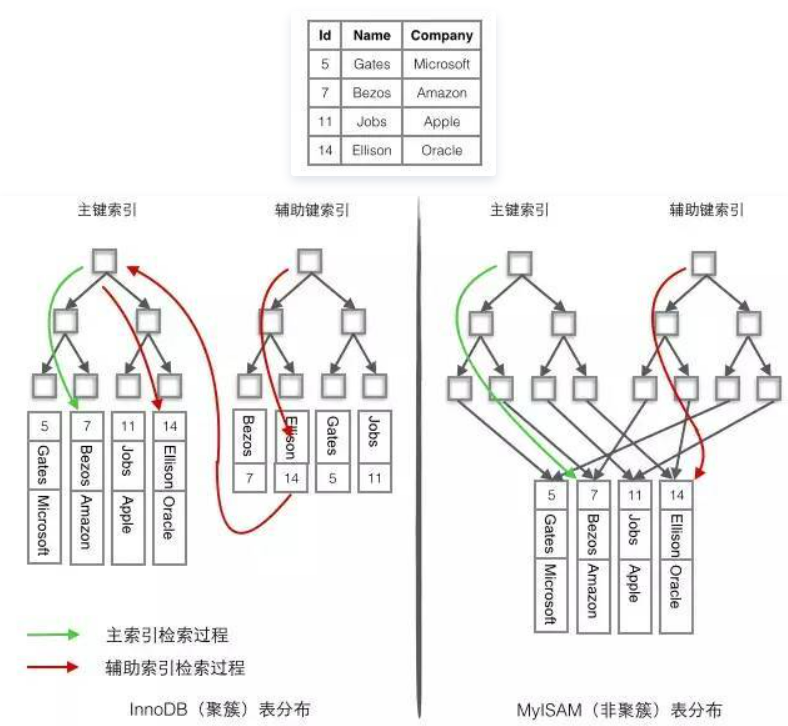 Id Name Company
5 Gates Microsoft
7 Bezos Amazon
11 Jobs Apple
14 Ellison Oracle
主键索引
辅助键索引
主键索引
辅助键索引
5 Gates Microsoft
7 Bezos Amazon
11 Jobs Apple
14 Ellison Oracle
Bezos 7
Ellison 14
Gates 5
Jobs 11
5 Gates Microsoft
7 Bezos Amazon
11 Jobs Apple
14 Ellison Oracle
主索引检索过程
辅助索引检索过程
InnoDB（聚簇）表分布
MyISAM（非聚簇）表分布